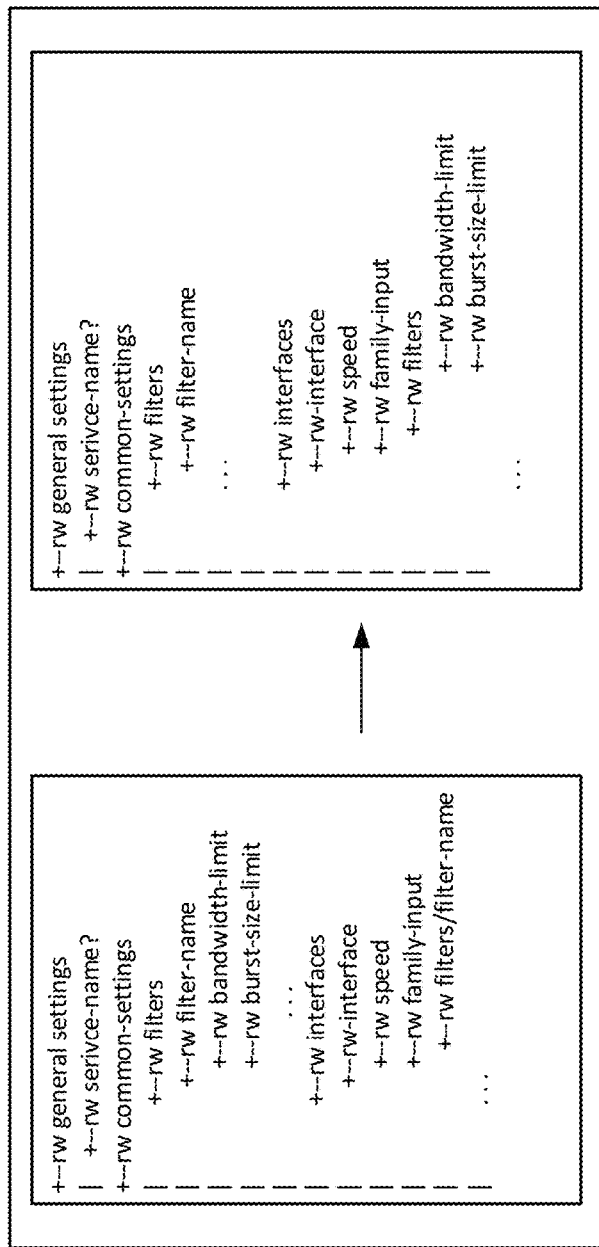 +--rw general settings
| +--rw serivce-name?
+--rw common-settings
| +--rw filters
| +--rw filter-name
| +--rw bandwidth-limit
| +--rw burst-size-limit
| ...
| +--rw interfaces
| +--rw-interface
| +--rw speed
| +--rw family-input
| +--rw filters/filter-name
...
+--rw general settings
| +--rw serivce-name?
+--rw common-settings
| +--rw filters
| +--rw filter-name
| ...
|
| +--rw interfaces
| +--rw-interface
| +--rw speed
| +--rw family-input
| +--rw filters
| +--rw bandwidth-limit
| +--rw burst-size-limit
...